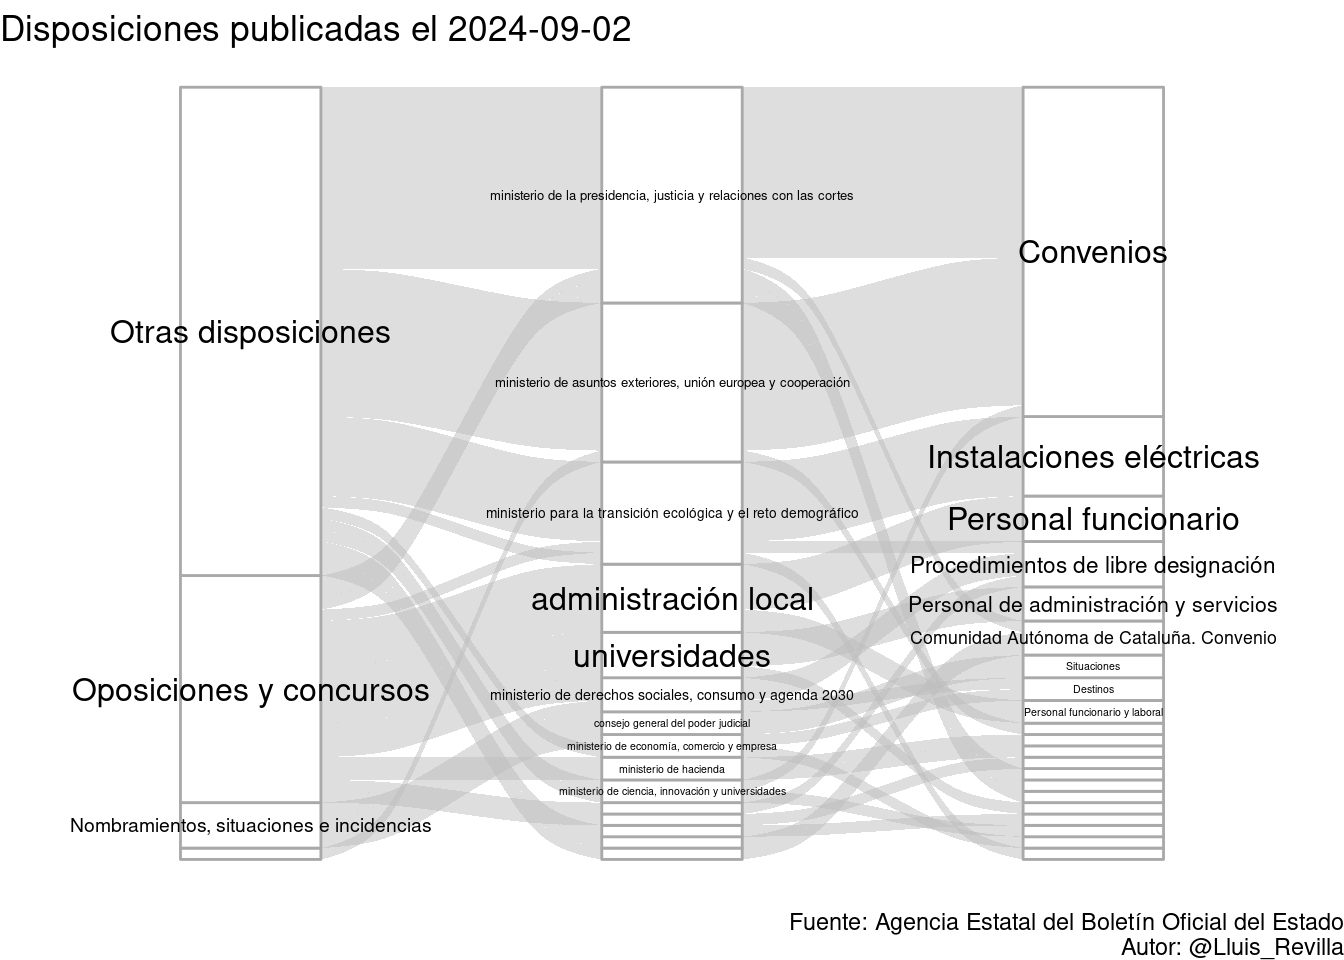 Disposiciones publicadas el 2024-09-02
Otras disposiciones
Oposiciones y concursos
Nombramientos, situaciones e incidencias
ministerio de la presidencia, justicia y relaciones con las cortes
ministerio de asuntos exteriores, unión europea y cooperación
ministerio para la transición ecológica y el reto demográfico
administración local
universidades
ministerio de derechos sociales, consumo y agenda 2030
consejo general del poder judicial
ministerio de economía, comercio y empresa
ministerio de hacienda
ministerio de ciencia, innovación y universidades
Convenios
Instalaciones eléctricas
Personal funcionario
Procedimientos de libre designación
Personal de administración y servicios
Comunidad Autónoma de Cataluña. Convenio
Situaciones
Destinos
Personal funcionario y laboral
Fuente: Agencia Estatal del Boletín Oficial del Estado
Autor: @Lluis_Revilla